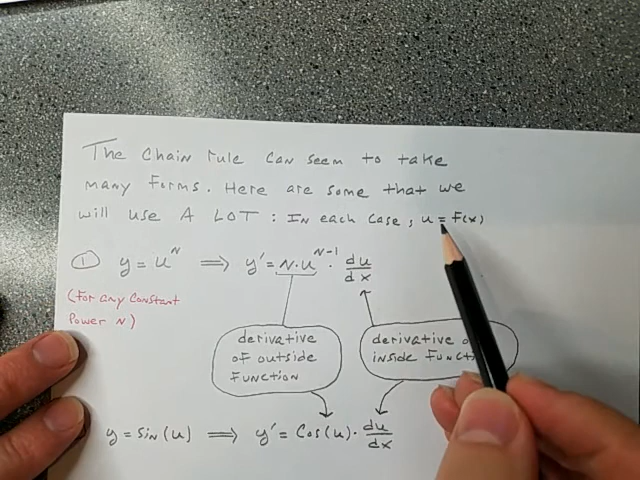 The Chain rule can seem to take
many forms. Here are some that we
will use A LOT: In each case, u = f(x)
① y = u^N ⟹ y' = N·u^(N-1) · du/dx
(For any constant
Power N)
derivative
of outside
Function
derivative
inside
y = Sin(u) ⟹ y' = Cos(u) · du/dx